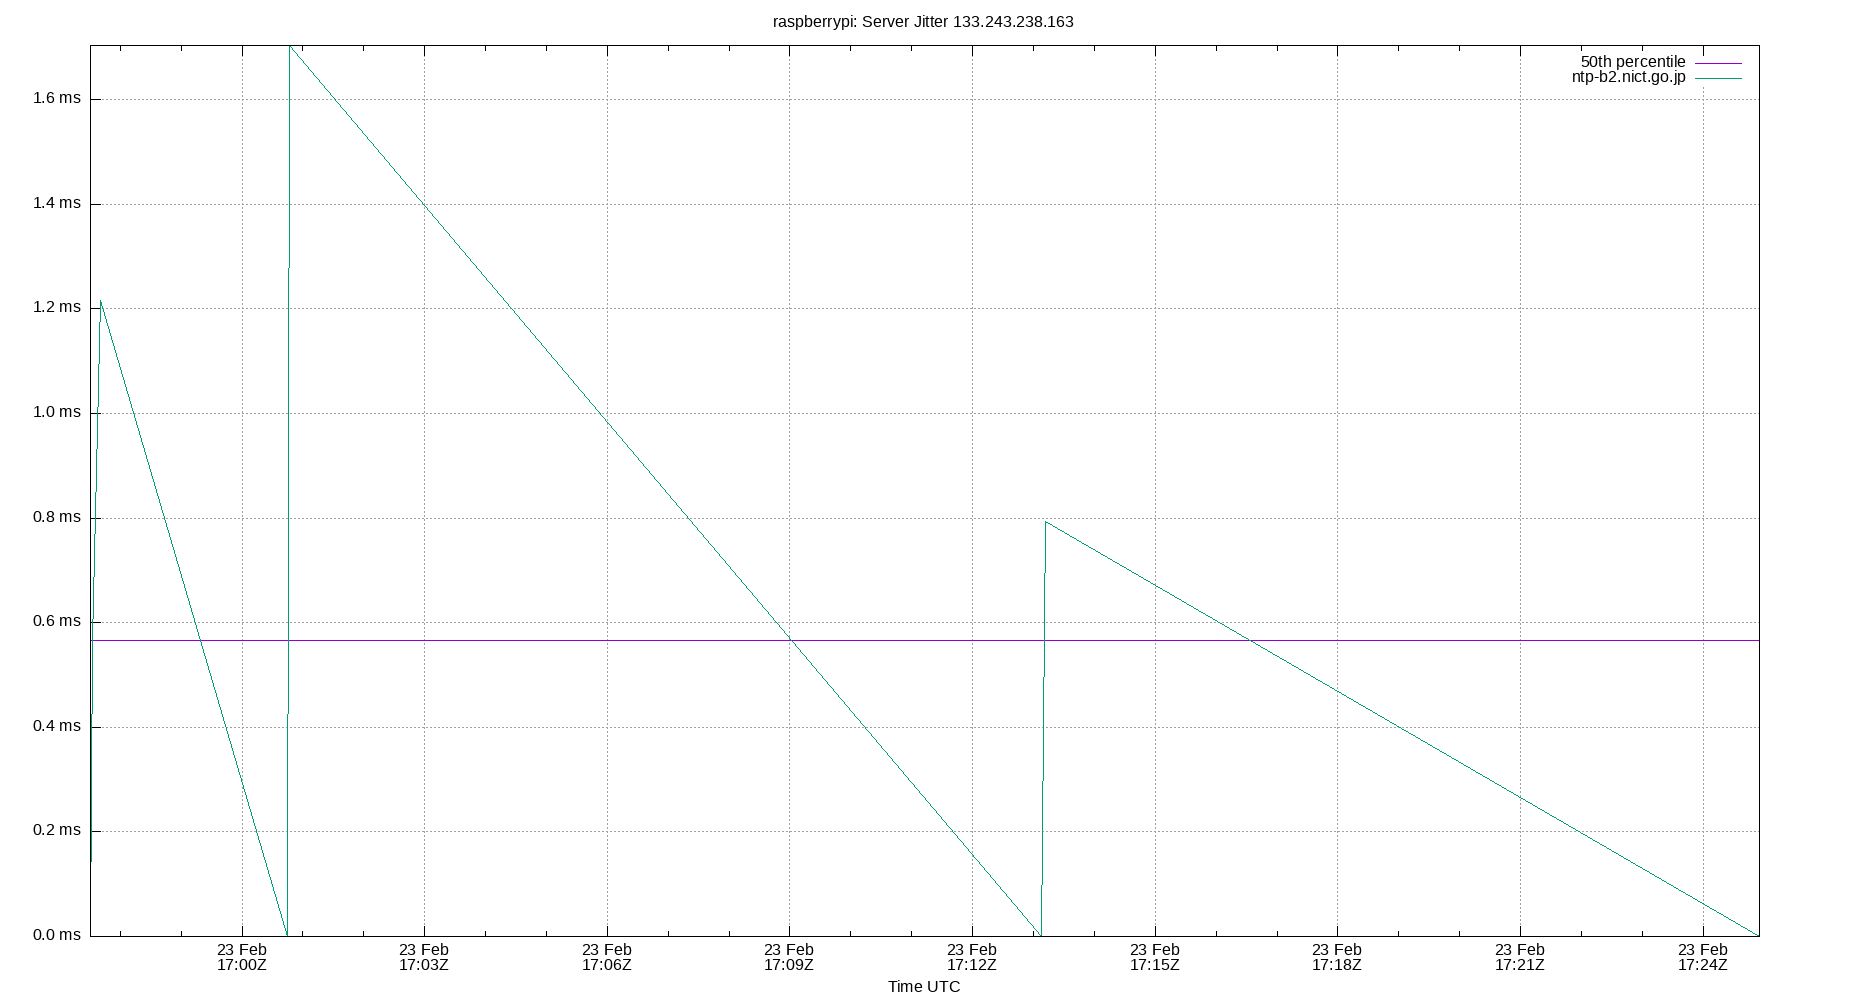 raspberrypi: Server Jitter 133.243.238.163
50th percentile
ntp-b2.nict.go.jp
1.6 ms
1.4 ms
1.2 ms
1.0 ms
0.8 ms
0.6 ms
0.4 ms
0.2 ms
0.0 ms
23 Feb 23 Feb 23 Feb 23 Feb 23 Feb 23 Feb 23 Feb 23 Feb 23 Feb
17:00Z 17:03Z 17:06Z 17:09Z 17:12Z 17:15Z 17:18Z 17:21Z 17:24Z
Time UTC